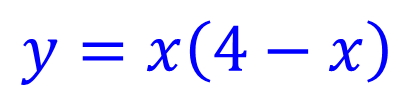 y = x(4 − x)